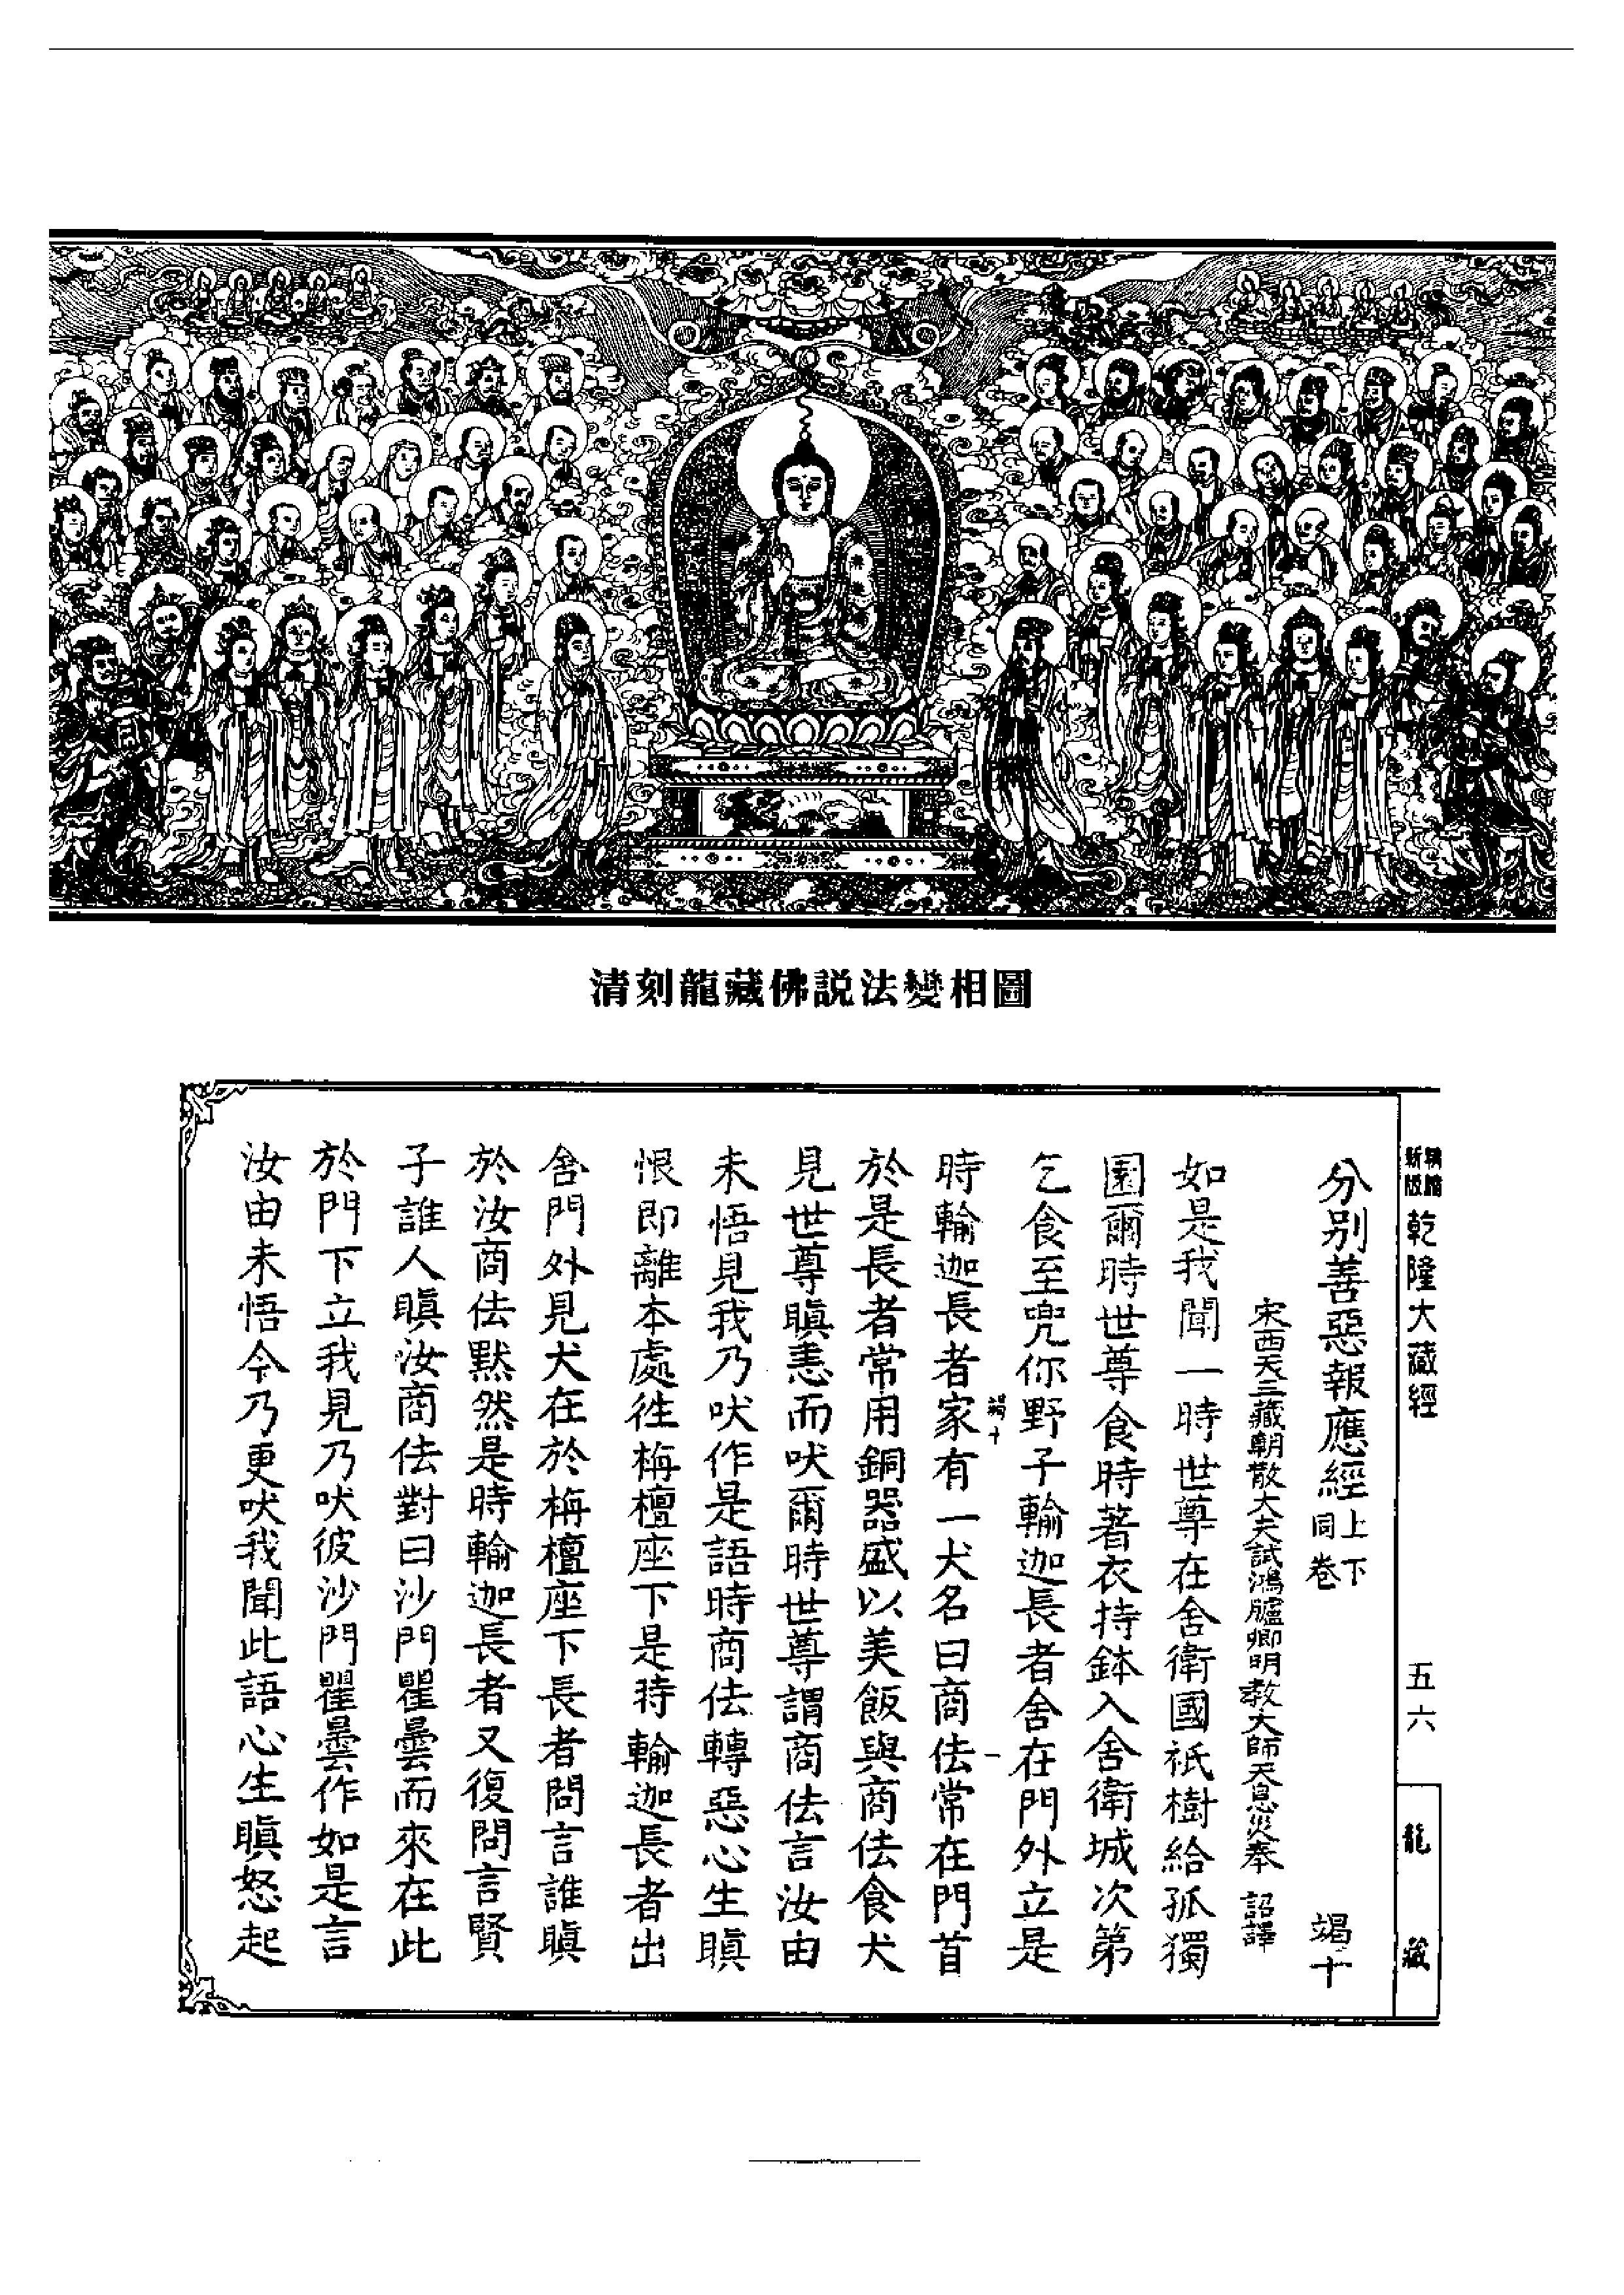 清刻龍藏佛説法變相圖
新版 精縮 乾隆大藏經 五六 龍藏
分别善惡報應經 上下同卷 竭十
宋西天三藏朝散大夫試鴻臚卿明教大師天息災奉 詔譯
如是我聞一時世尊在舍衛國祇樹給孤獨
園爾時世尊食時著衣持鉢入舍衛城次第
乞食至兜你野子輸迦長者舍在門外立是
竭十 一
時輸迦長者家有一犬名曰商佉常在門首
於是長者常用銅器盛以美飯與商佉食犬
見世尊瞋恚而吠爾時世尊謂商佉言汝由
未悟見我乃吠作是語時商佉轉惡心生瞋
恨即離本處徃栴檀座下是時輸迦長者出
舍門外見犬在於栴檀座下長者問言誰瞋
於汝商佉默然是時輸迦長者又復問言賢
子誰人瞋汝商佉對曰沙門瞿曇而來在此
於門下立我見乃吠彼沙門瞿曇作如是言
汝由未悟今乃更吠我聞此語心生瞋怒起